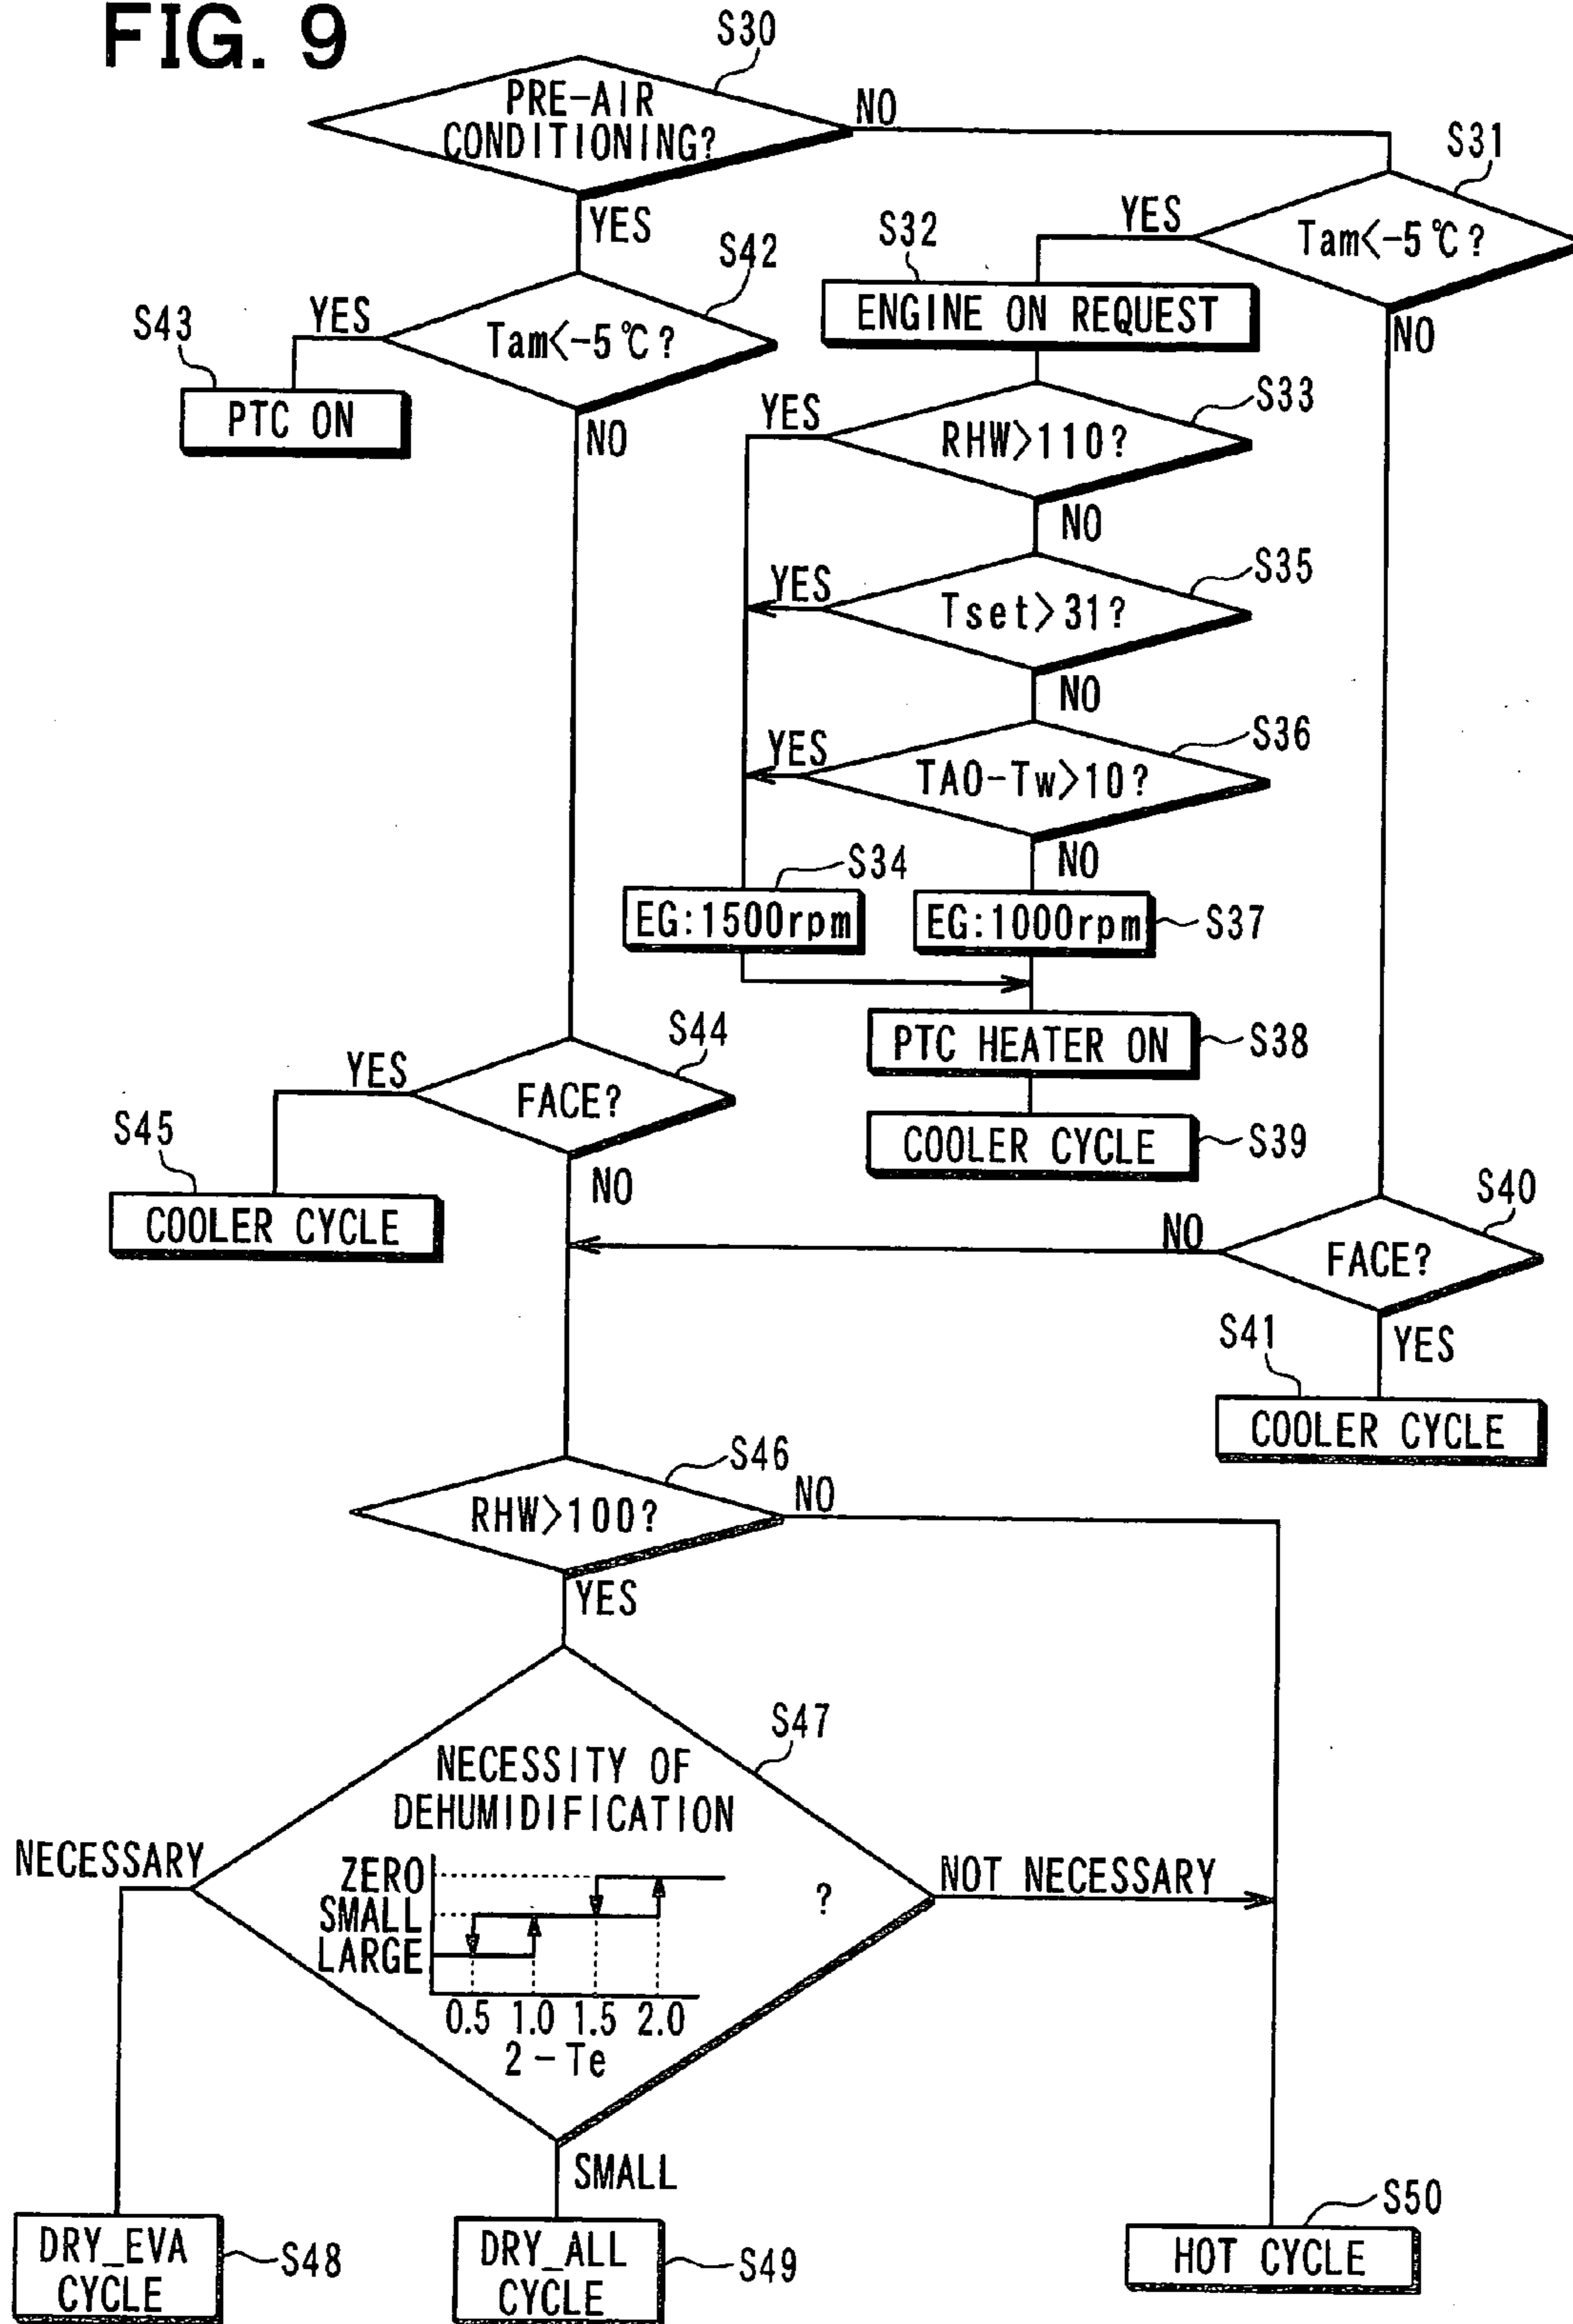 FIG. 9
S30
PRE-AIR
CONDITIONING?
NO
YES
S31
Tam<-5℃?
YES
NO
S32
ENGINE ON REQUEST
S42
Tam<-5℃?
YES
NO
S43
PTC ON
S33
RHW>110?
YES
NO
S35
Tset>31?
YES
NO
S36
TAO-Tw>10?
YES
NO
S34
EG:1500rpm
EG:1000rpm
S37
PTC HEATER ON
S38
COOLER CYCLE
S39
S44
FACE?
YES
NO
S45
COOLER CYCLE
S40
FACE?
NO
YES
S41
COOLER CYCLE
S46
RHW>100?
NO
YES
S47
NECESSITY OF
DEHUMIDIFICATION
NECESSARY
ZERO
SMALL
LARGE
0.5 1.0 1.5 2.0
2-Te
?
NOT NECESSARY
SMALL
DRY_EVA
CYCLE
S48
DRY_ALL
CYCLE
S49
S50
HOT CYCLE